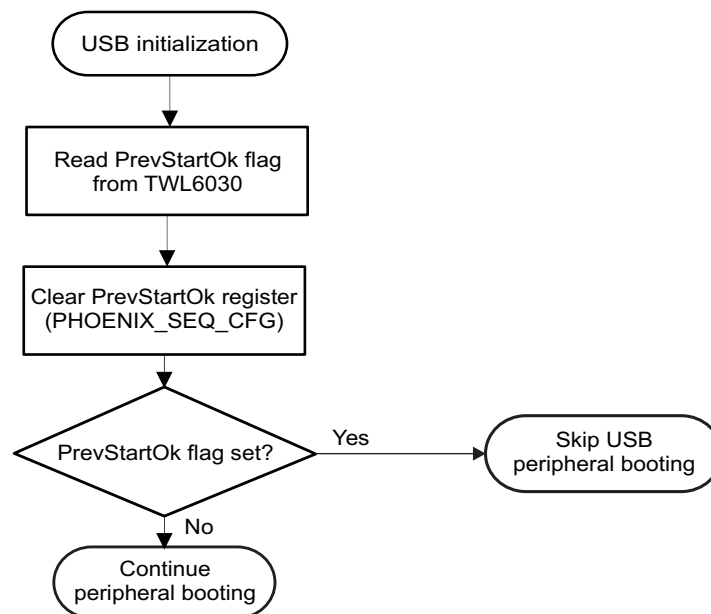 USB initialization
Read PrevStartOk flag
from TWL6030
Clear PrevStartOk register
(PHOENIX_SEQ_CFG)
PrevStartOk flag set?
Yes
Skip USB
peripheral booting
No
Continue
peripheral booting